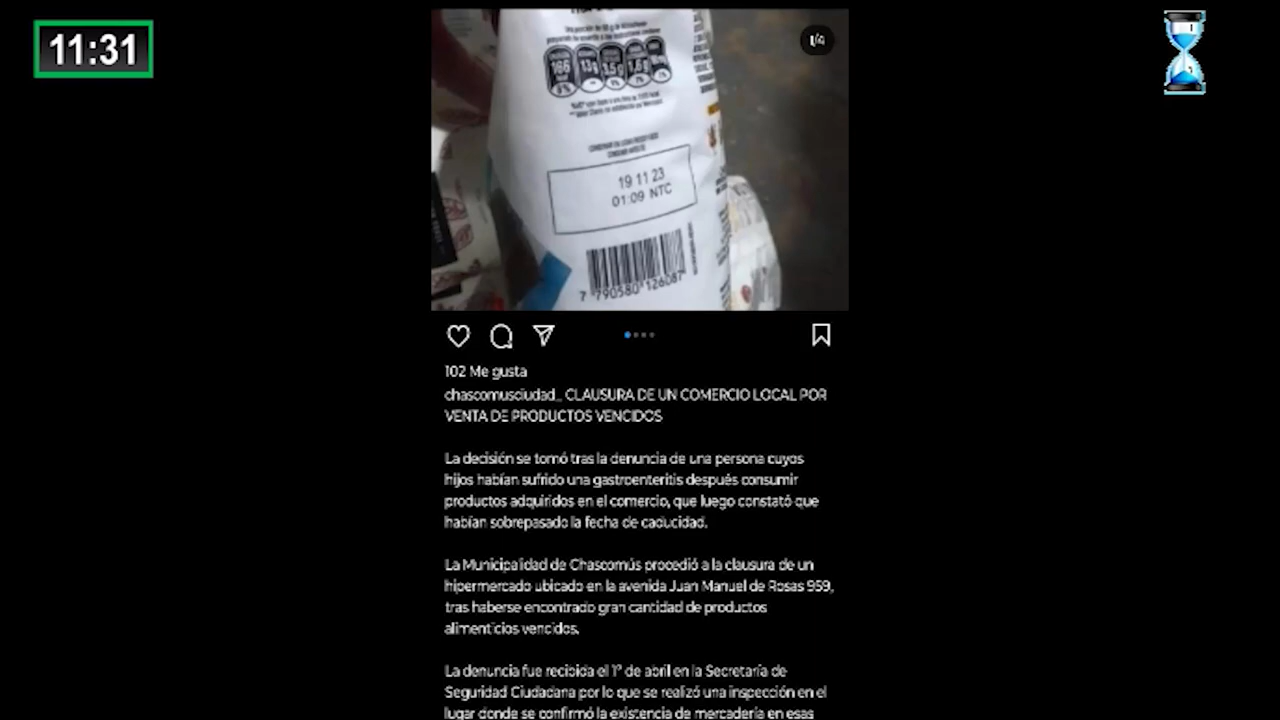 11:31
1/4
166
13g
3,5g
1,6g
19 11 23
01:09 NTC
7 790580 126087
102 Me gusta
chascomusciudad_ CLAUSURA DE UN COMERCIO LOCAL POR
VENTA DE PRODUCTOS VENCIDOS
La decisión se tomó tras la denuncia de una persona cuyos
hijos habían sufrido una gastroenteritis después consumir
productos adquiridos en el comercio, que luego constató que
habían sobrepasado la fecha de caducidad.
La Municipalidad de Chascomús procedió a la clausura de un
hipermercado ubicado en la avenida Juan Manuel de Rosas 959,
tras haberse encontrado gran cantidad de productos
alimenticios vencidos.
La denuncia fue recibida el 1° de abril en la Secretaría de
Seguridad Ciudadana por lo que se realizó una inspección en el
lugar donde se confirmó la existencia de mercadería en esas